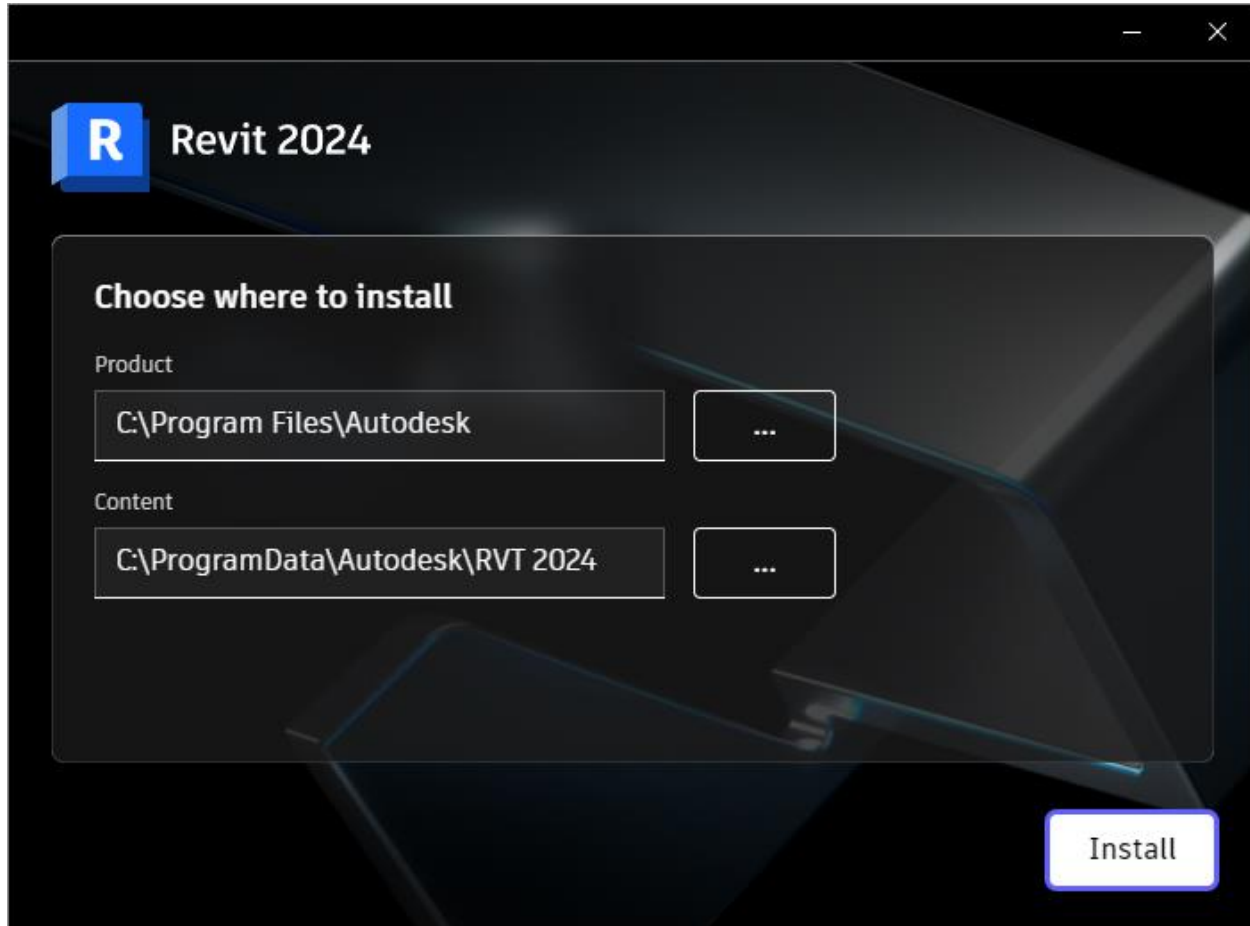 R Revit 2024
Choose where to install
Product
C:\Program Files\Autodesk
...
Content
C:\ProgramData\Autodesk\RVT 2024
...
Install